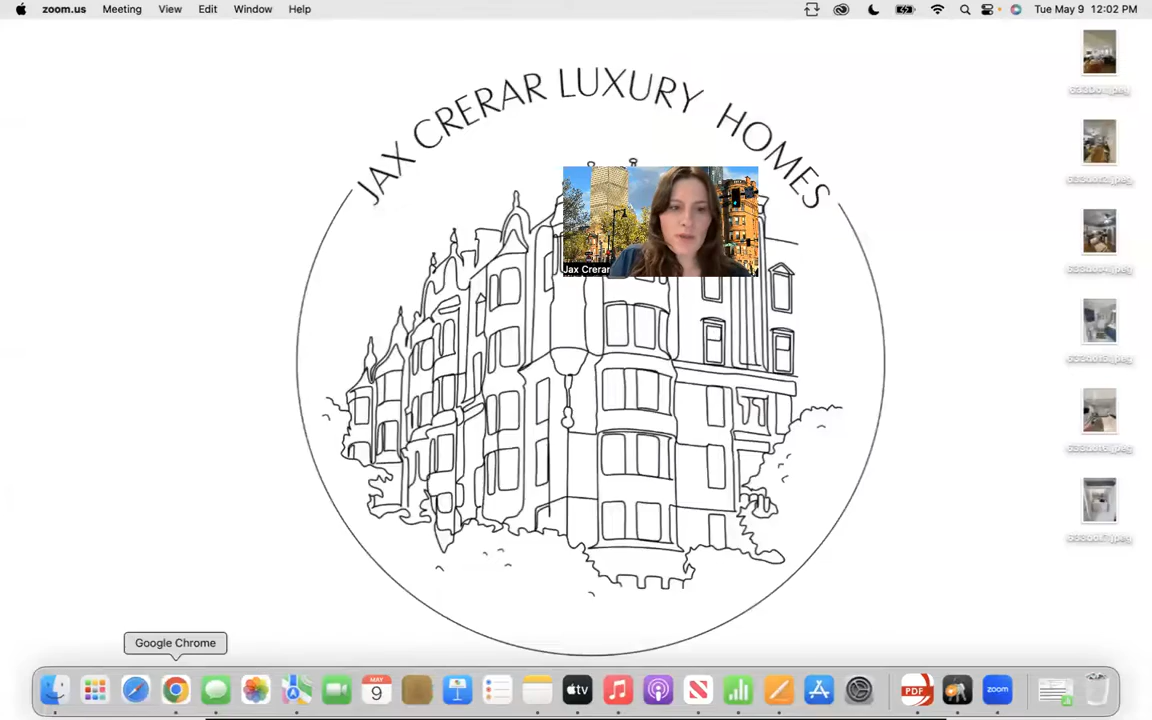 zoom.us Meeting View Edit Window Help Tue May 9 12:02 PM
JAX CRERAR LUXURY HOMES
Jax Crerar
Google Chrome
MAY
9
tv
PDF
zoom